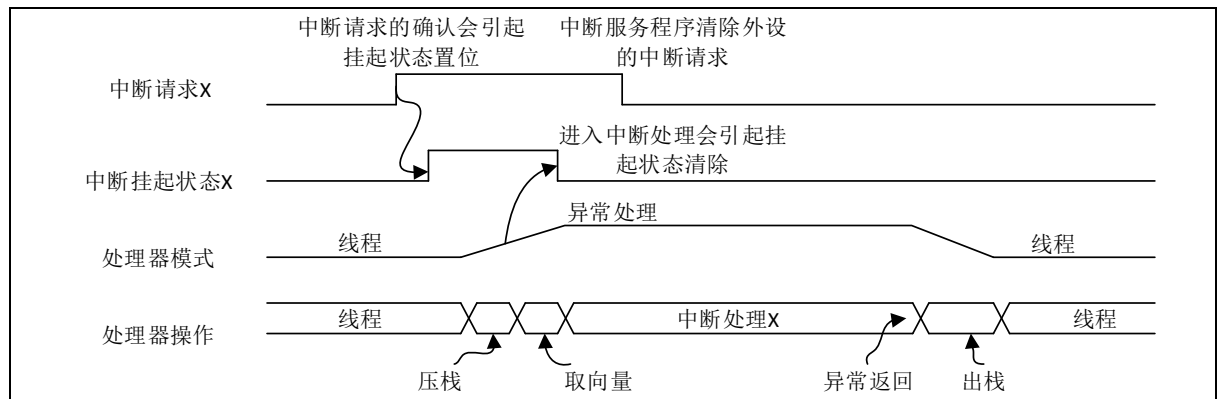 中断请求的确认会引起
挂起状态置位
中断服务程序清除外设
的中断请求
中断请求X
进入中断处理会引起挂
起状态清除
中断挂起状态X
异常处理
线程
线程
处理器模式
线程
中断处理X
线程
处理器操作
压栈
取向量
异常返回
出栈